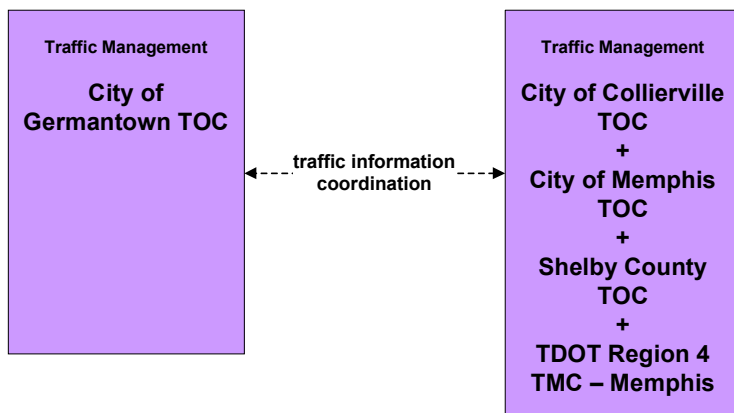 Traffic Management
City of
Germantown TOC
traffic information
coordination
Traffic Management
City of Collierville
TOC
+
City of Memphis
TOC
+
Shelby County
TOC
+
TDOT Region 4
TMC – Memphis